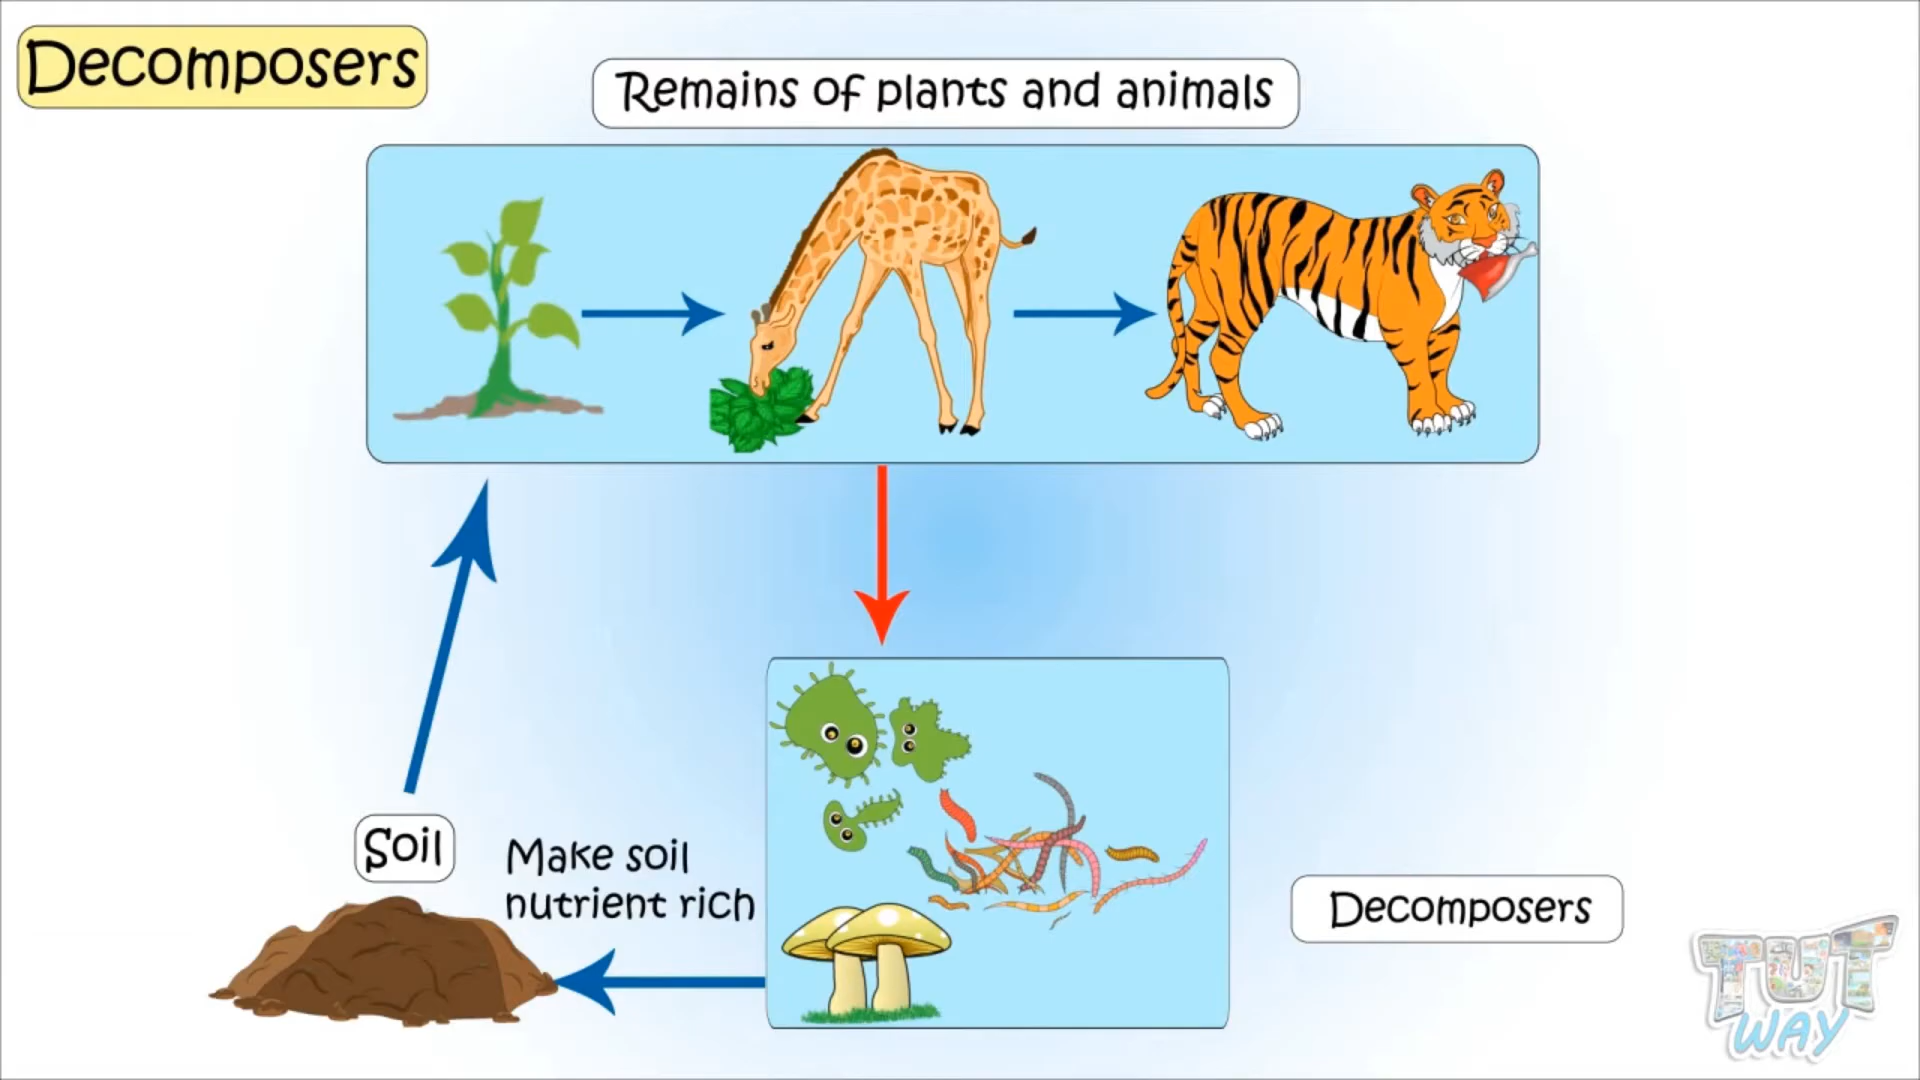 Decomposers
Remains of plants and animals
Soil
Make soil
nutrient rich
Decomposers
TUT
WAY